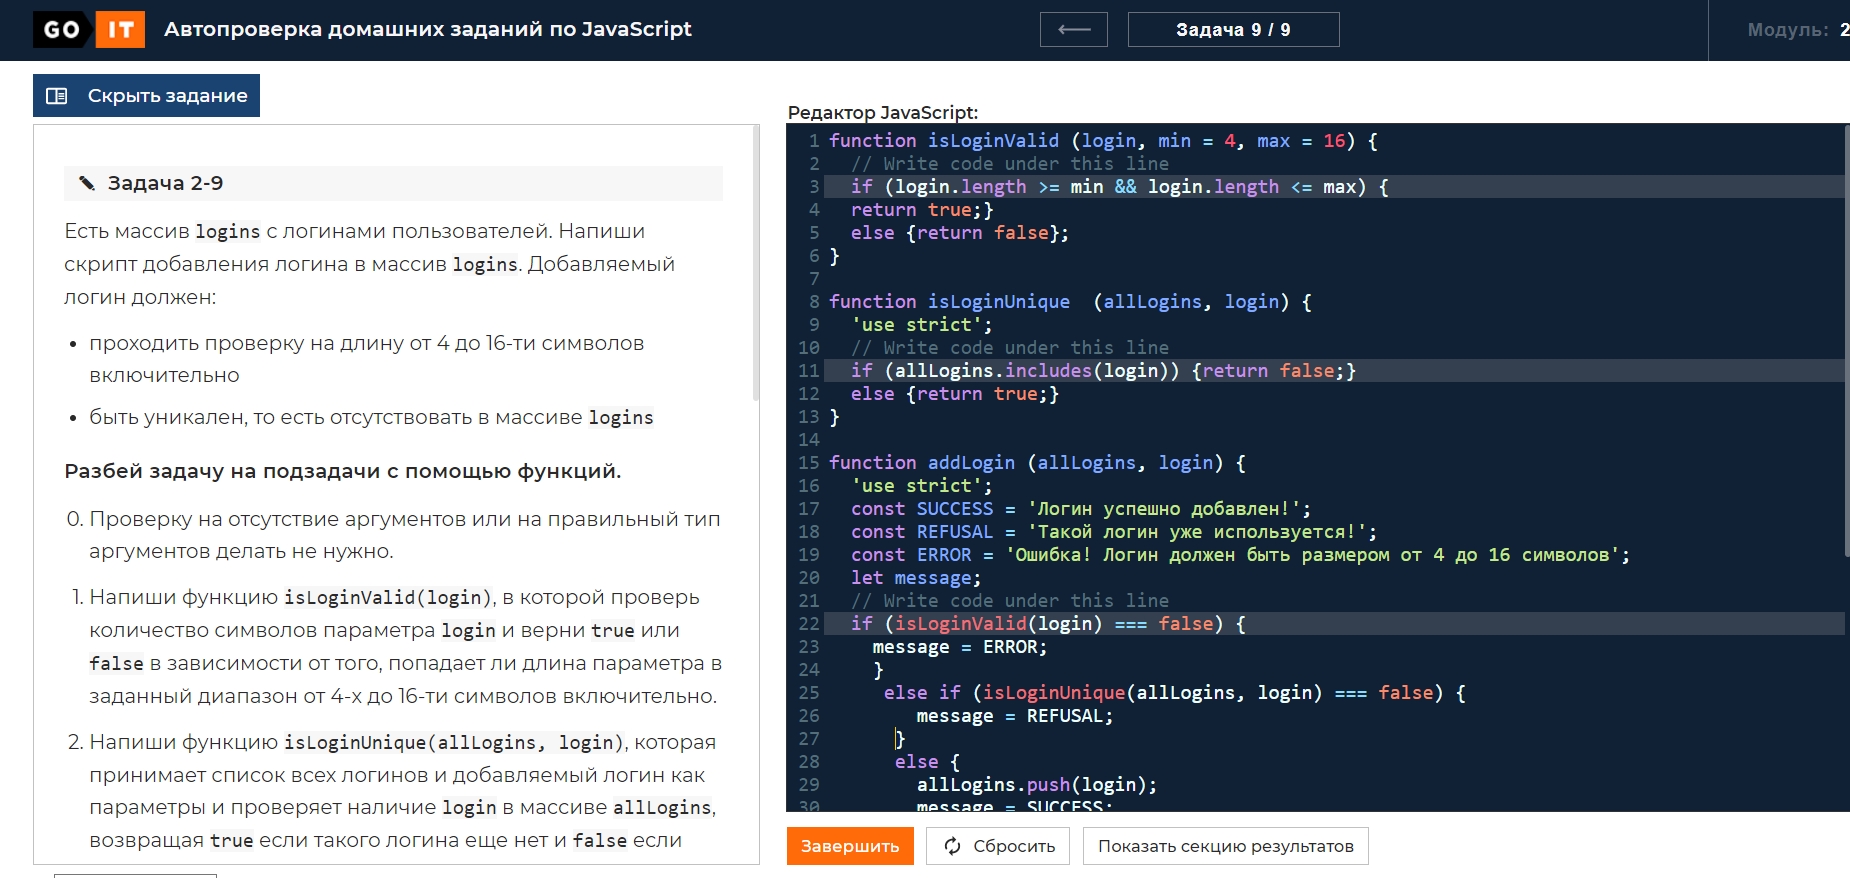 GO IT Автопроверка домашних заданий по JavaScript
Задача 9 / 9
Модуль: 2
Скрыть задание
Задача 2-9
Есть массив logins с логинами пользователей. Напиши
скрипт добавления логина в массив logins. Добавляемый
логин должен:
• проходить проверку на длину от 4 до 16-ти символов
включительно
• быть уникален, то есть отсутствовать в массиве logins
Разбей задачу на подзадачи с помощью функций.
0. Проверку на отсутствие аргументов или на правильный тип
аргументов делать не нужно.
1. Напиши функцию isLoginValid(login), в которой проверь
количество символов параметра login и верни true или
false в зависимости от того, попадает ли длина параметра в
заданный диапазон от 4-х до 16-ти символов включительно.
2. Напиши функцию isLoginUnique(allLogins, login), которая
принимает список всех логинов и добавляемый логин как
параметры и проверяет наличие login в массиве allLogins,
возвращая true если такого логина еще нет и false если
Редактор JavaScript:
1 function isLoginValid (login, min = 4, max = 16) {
2 // Write code under this line
3 if (login.length >= min && login.length <= max) {
4 return true;}
5 else {return false};
6 }
7
8 function isLoginUnique  (allLogins, login) {
9 'use strict';
10 // Write code under this line
11 if (allLogins.includes(login)) {return false;}
12 else {return true;}
13 }
14
15 function addLogin (allLogins, login) {
16 'use strict';
17 const SUCCESS = 'Логин успешно добавлен!';
18 const REFUSAL = 'Такой логин уже используется!';
19 const ERROR = 'Ошибка! Логин должен быть размером от 4 до 16 символов';
20 let message;
21 // Write code under this line
22 if (isLoginValid(login) === false) {
23 message = ERROR;
24 }
25 else if (isLoginUnique(allLogins, login) === false) {
26 message = REFUSAL;
27 }
28 else {
29 allLogins.push(login);
30 message = SUCCESS;
Завершить
Сбросить
Показать секцию результатов